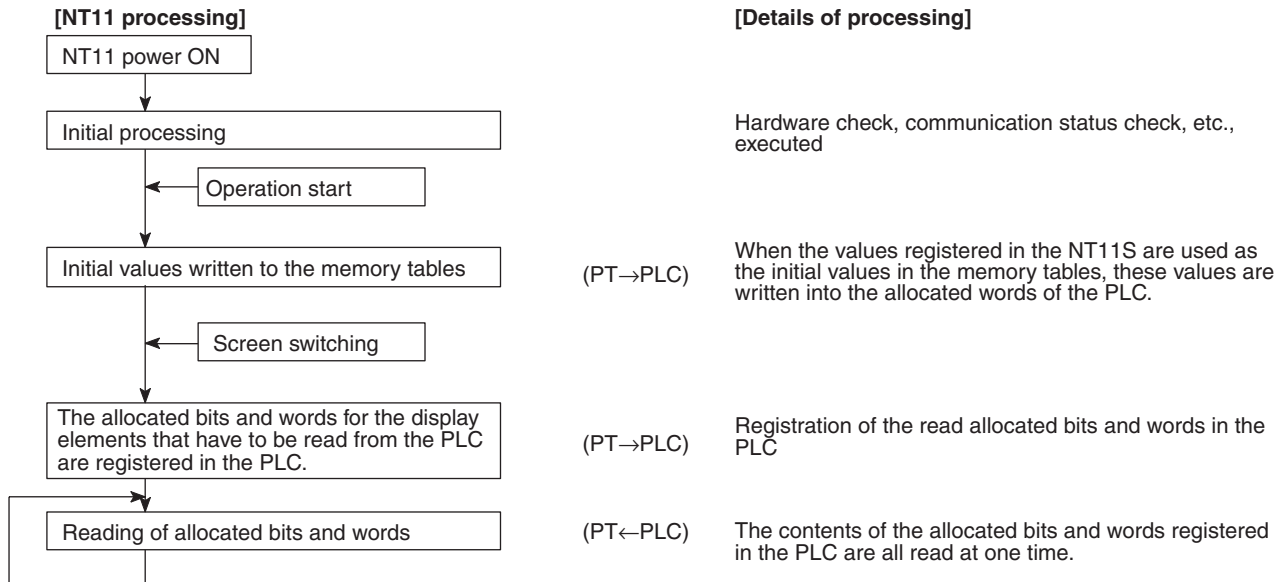 [NT11 processing]
[Details of processing]
NT11 power ON
Initial processing
Hardware check, communication status check, etc.,
executed
Operation start
Initial values written to the memory tables
(PT→PLC)
When the values registered in the NT11S are used as
the initial values in the memory tables, these values are
written into the allocated words of the PLC.
Screen switching
The allocated bits and words for the display
elements that have to be read from the PLC
are registered in the PLC.
(PT→PLC)
Registration of the read allocated bits and words in the
PLC
Reading of allocated bits and words
(PT←PLC)
The contents of the allocated bits and words registered
in the PLC are all read at one time.